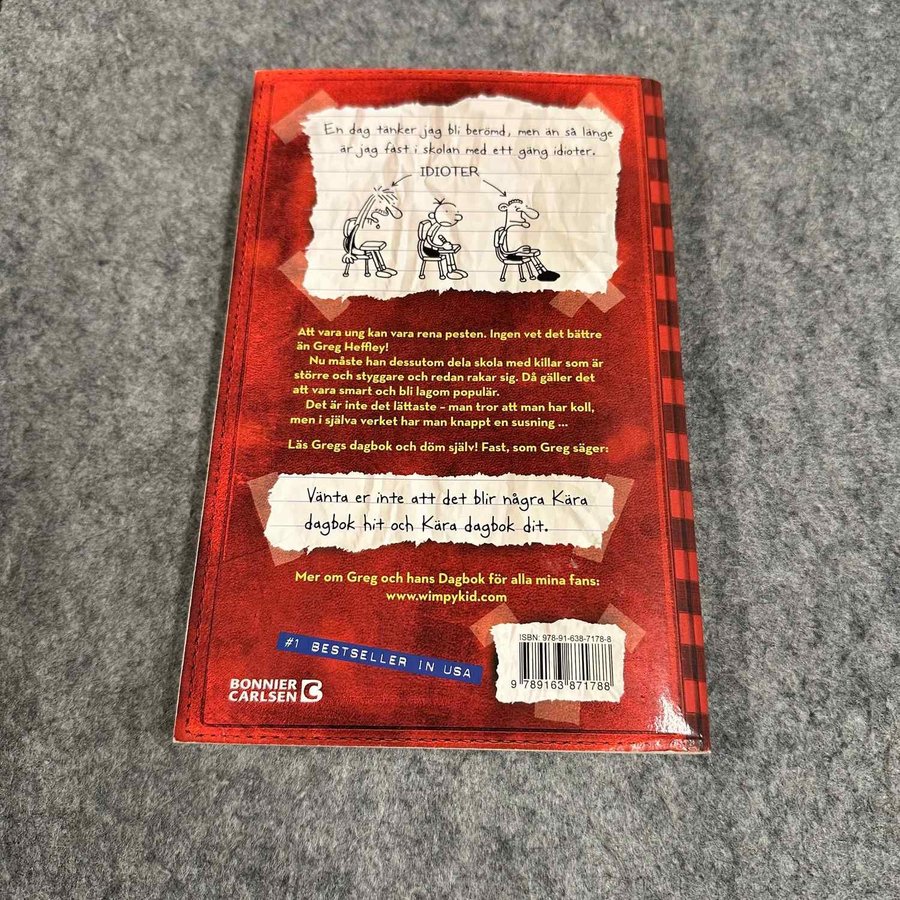 En dag tänker jag bli berömd, men än så länge
är jag fast i skolan med ett gäng idioter.
IDIOTER
Att vara ung kan vara rena pesten. Ingen vet det bättre
än Greg Heffley!
Nu måste han dessutom dela skola med killar som är
större och styggare och redan rakar sig. Då gäller det
att vara smart och bli lagom populär.
Det är inte det lättaste – man tror att man har koll,
men i själva verket har man knappt en susning ...
Läs Gregs dagbok och döm själv! Fast, som Greg säger:
Vänta er inte att det blir några Kära
dagbok hit och Kära dagbok dit.
Mer om Greg och hans Dagbok för alla mina fans:
www.wimpykid.com
#1 BESTSELLER IN USA
BONNIER
CARLSEN
ISBN: 978-91-638-7178-8
9 789163 871788